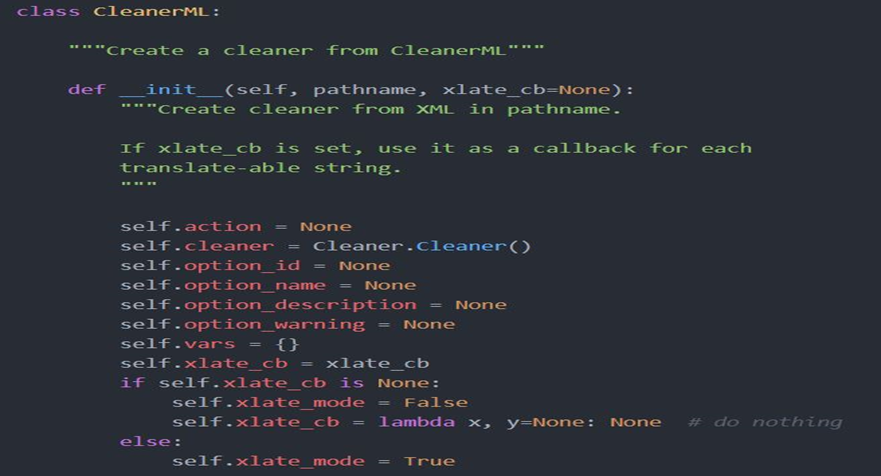 class CleanerML:
"""Create a cleaner from CleanerML"""
def __init__(self, pathname, xlate_cb=None):
"""Create cleaner from XML in pathname.
If xlate_cb is set, use it as a callback for each
translate-able string.
"""
self.action = None
self.cleaner = Cleaner.Cleaner()
self.option_id = None
self.option_name = None
self.option_description = None
self.option_warning = None
self.vars = {}
self.xlate_cb = xlate_cb
if self.xlate_cb is None:
self.xlate_mode = False
self.xlate_cb = lambda x, y=None: None  # do nothing
else:
self.xlate_mode = True